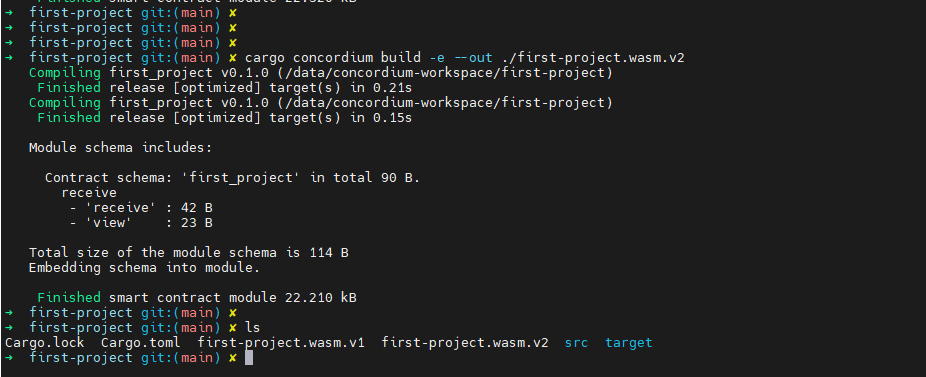 Finished smart contract module 22.320 kB
➜  first-project git:(main) ✘
➜  first-project git:(main) ✘
➜  first-project git:(main) ✘
➜  first-project git:(main) ✘ cargo concordium build -e --out ./first-project.wasm.v2
Compiling first_project v0.1.0 (/data/concordium-workspace/first-project)
Finished release [optimized] target(s) in 0.21s
Compiling first_project v0.1.0 (/data/concordium-workspace/first-project)
Finished release [optimized] target(s) in 0.15s
Module schema includes:
Contract schema: 'first_project' in total 90 B.
receive
- 'receive' : 42 B
- 'view'    : 23 B
Total size of the module schema is 114 B
Embedding schema into module.
Finished smart contract module 22.210 kB
➜  first-project git:(main) ✘
➜  first-project git:(main) ✘ ls
Cargo.lock  Cargo.toml  first-project.wasm.v1  first-project.wasm.v2  src  target
➜  first-project git:(main) ✘